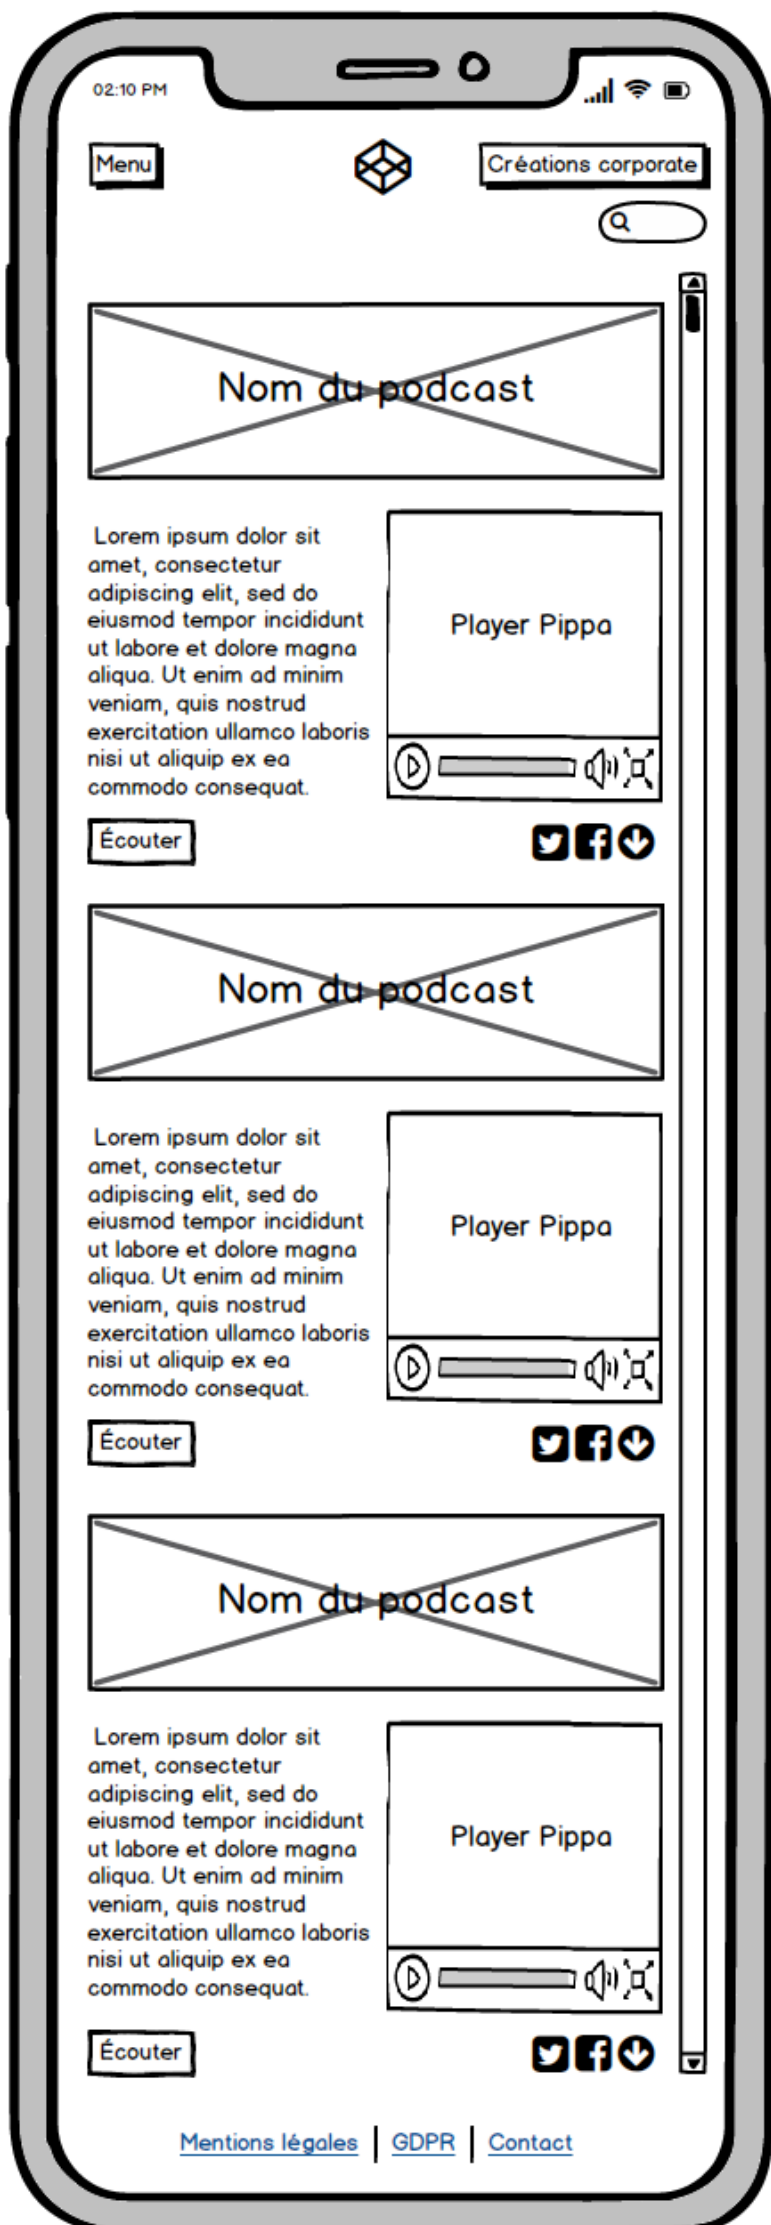 02:10 PM
Menu
Créations corporate
Nom du podcast
Lorem ipsum dolor sit
amet, consectetur
adipiscing elit, sed do
eiusmod tempor incididunt
ut labore et dolore magna
aliqua. Ut enim ad minim
veniam, quis nostrud
exercitation ullamco laboris
nisi ut aliquip ex ea
commodo consequat.
Player Pippa
Écouter
Nom du podcast
Lorem ipsum dolor sit
amet, consectetur
adipiscing elit, sed do
eiusmod tempor incididunt
ut labore et dolore magna
aliqua. Ut enim ad minim
veniam, quis nostrud
exercitation ullamco laboris
nisi ut aliquip ex ea
commodo consequat.
Player Pippa
Écouter
Nom du podcast
Lorem ipsum dolor sit
amet, consectetur
adipiscing elit, sed do
eiusmod tempor incididunt
ut labore et dolore magna
aliqua. Ut enim ad minim
veniam, quis nostrud
exercitation ullamco laboris
nisi ut aliquip ex ea
commodo consequat.
Player Pippa
Écouter
Mentions légales | GDPR | Contact